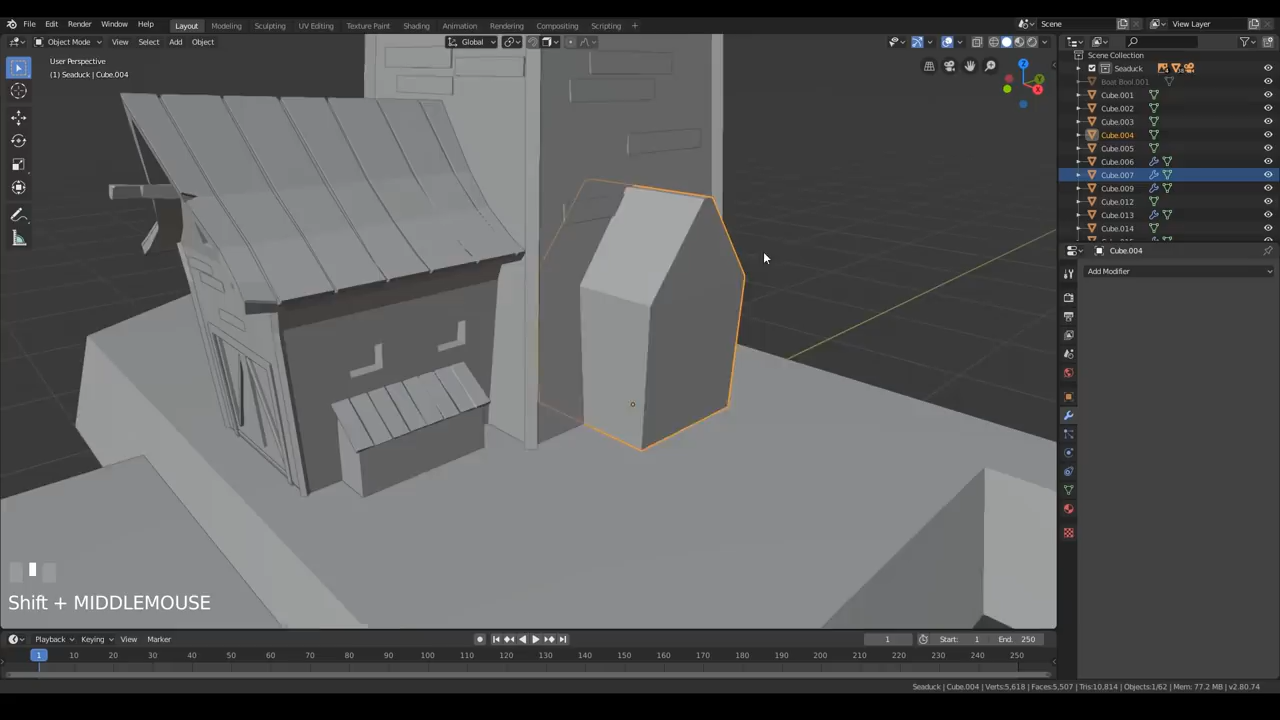 File Edit Render Window Help Layout Modeling Sculpting UV Editing Texture Paint Shading Animation Rendering Compositing Scripting + Scene View Layer
Object Mode View Select Add Object Global
User Perspective
(1) Seaduck | Cube.004
Scene Collection
Seaduck
Boat Bool.001
Cube.001
Cube.002
Cube.003
Cube.004
Cube.005
Cube.006
Cube.007
Cube.009
Cube.012
Cube.013
Cube.014
Cube.004
Add Modifier
X
Y
Z
Shift + MIDDLEMOUSE
Playback Keying View Marker 1 Start: 1 End: 250
1 10 20 30 40 50 60 70 80 90 100 110 120 130 140 150 160 170 180 190 200 210 220 230 240 250
Seaduck | Cube.004 | Verts:5,618 | Faces:5,507 | Tris:10,814 | Objects:1/62 | Mem: 77.2 MB | v2.80.74